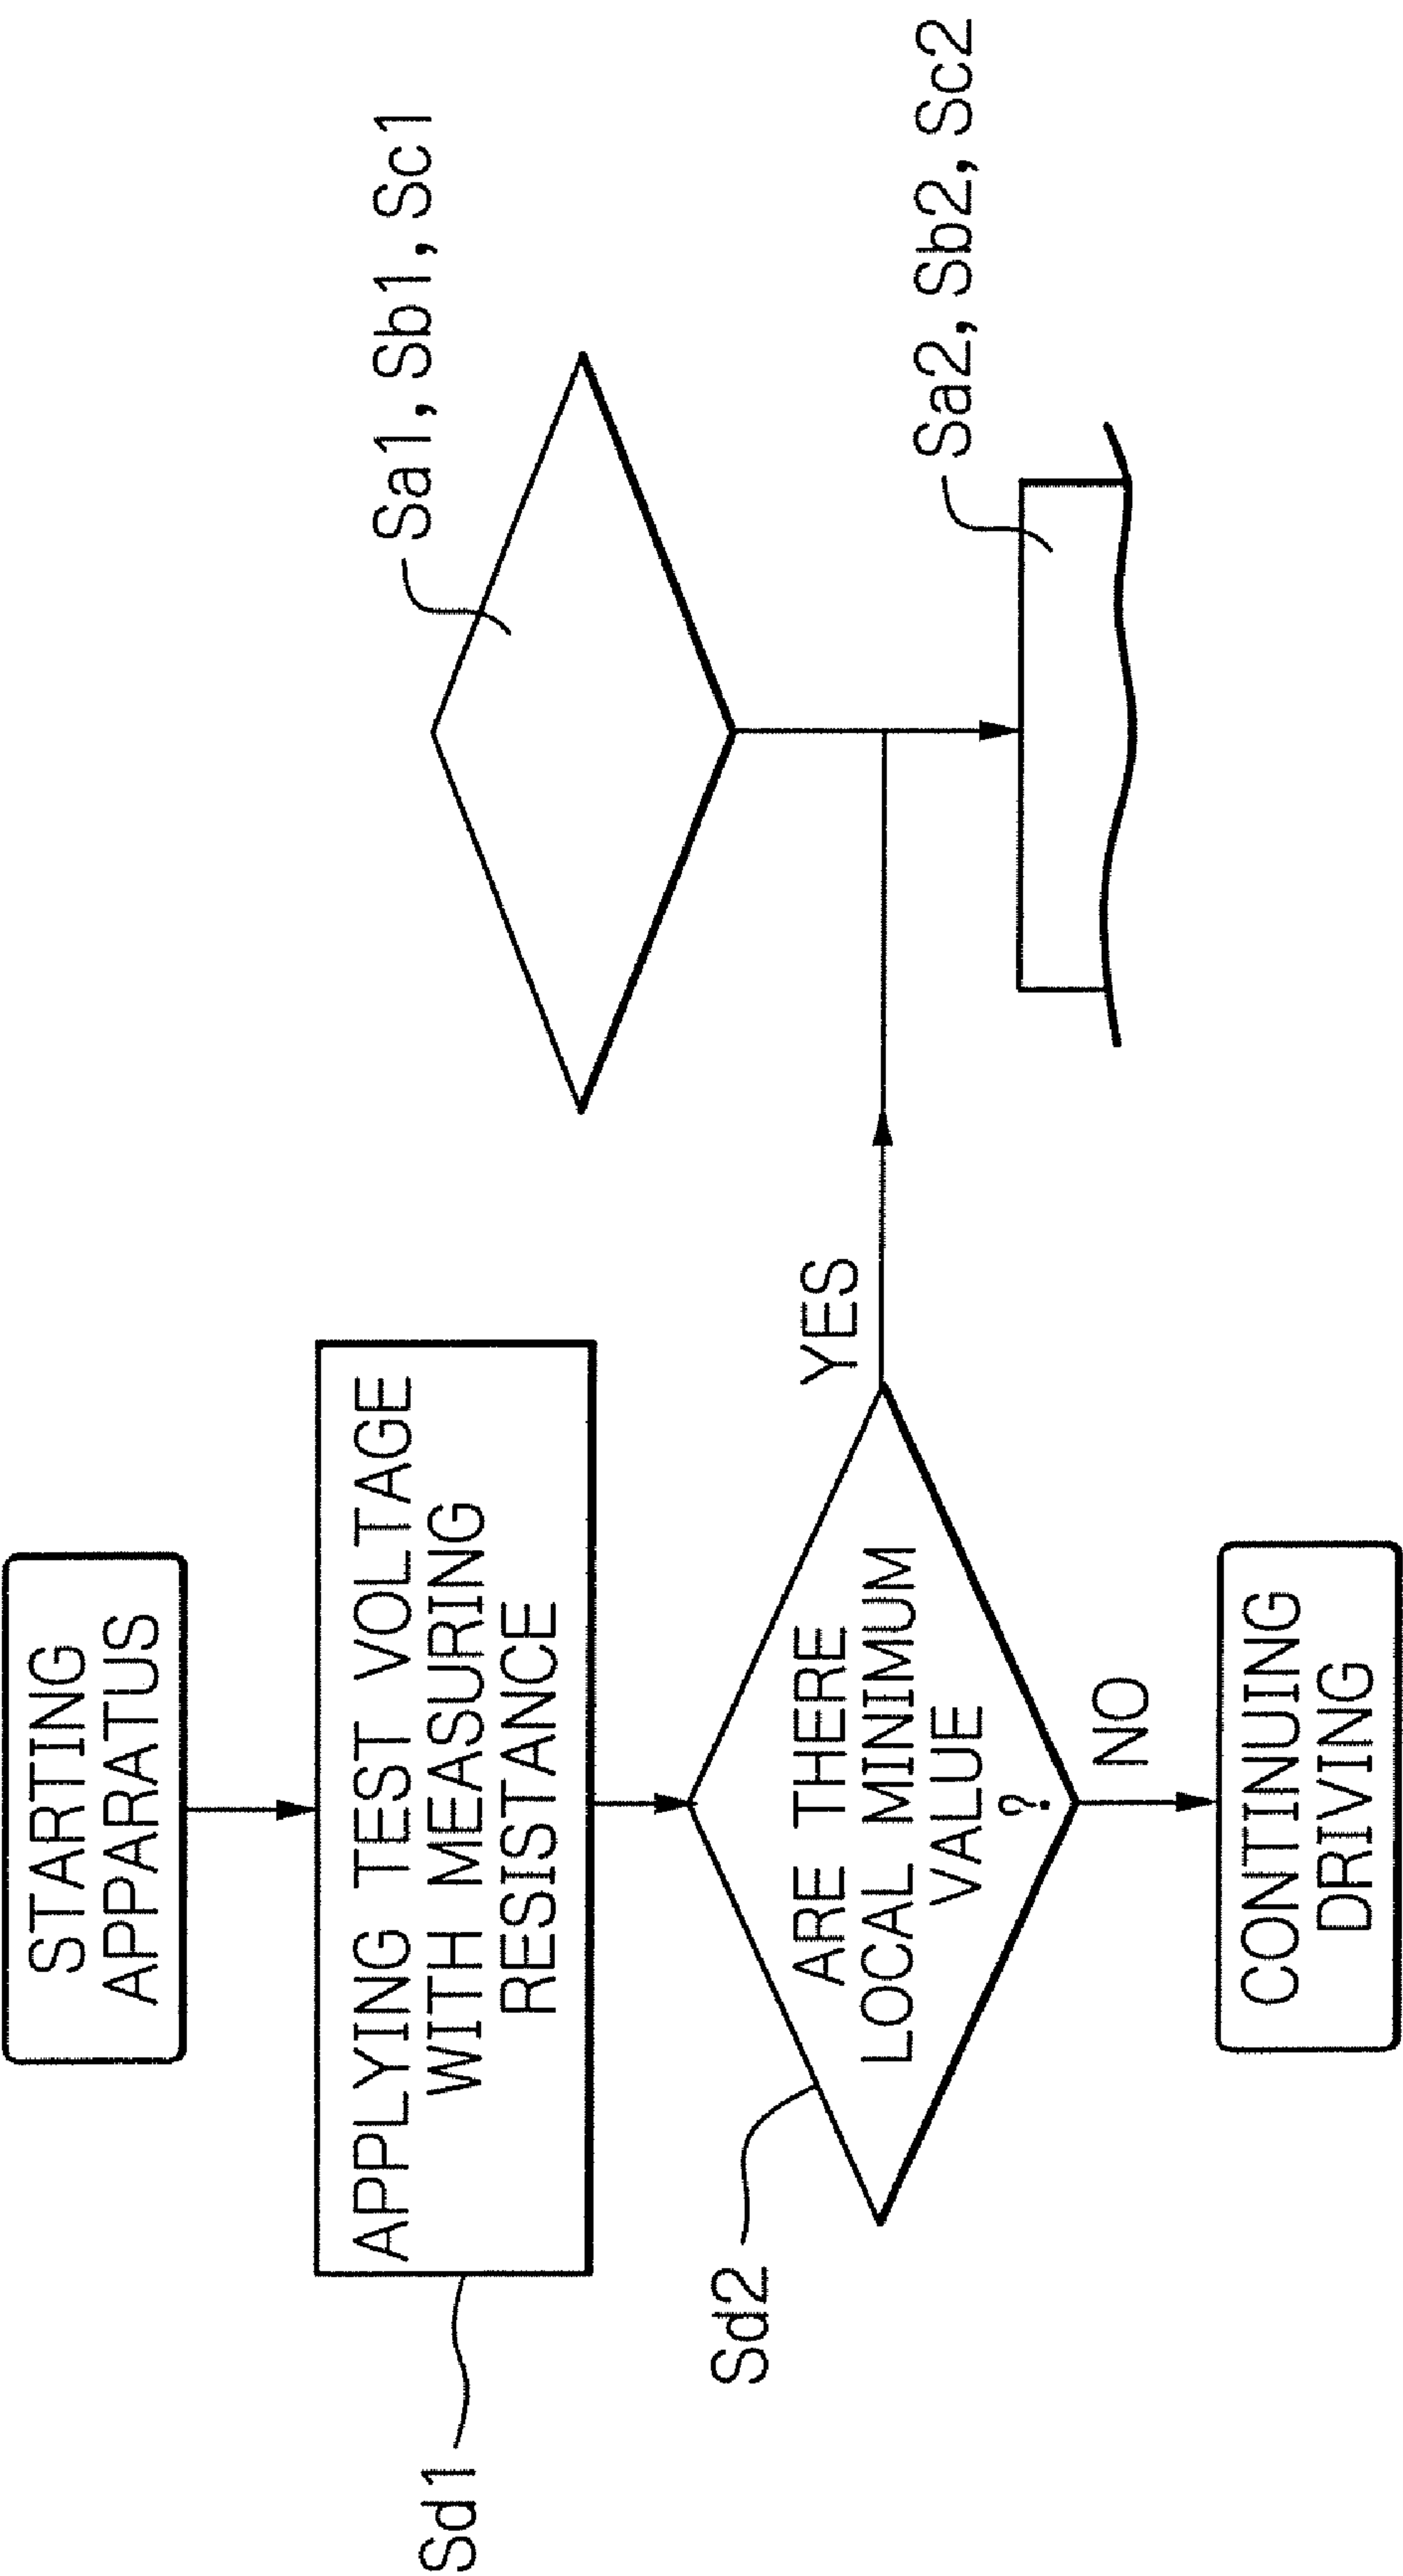 STARTING
APPARATUS
APPLYING TEST VOLTAGE
WITH MEASURING
RESISTANCE
Sd1
ARE THERE
LOCAL MINIMUM
VALUE
?
Sd2
YES
NO
CONTINUING
DRIVING
Sa1, Sb1, Sc1
Sa2, Sb2, Sc2